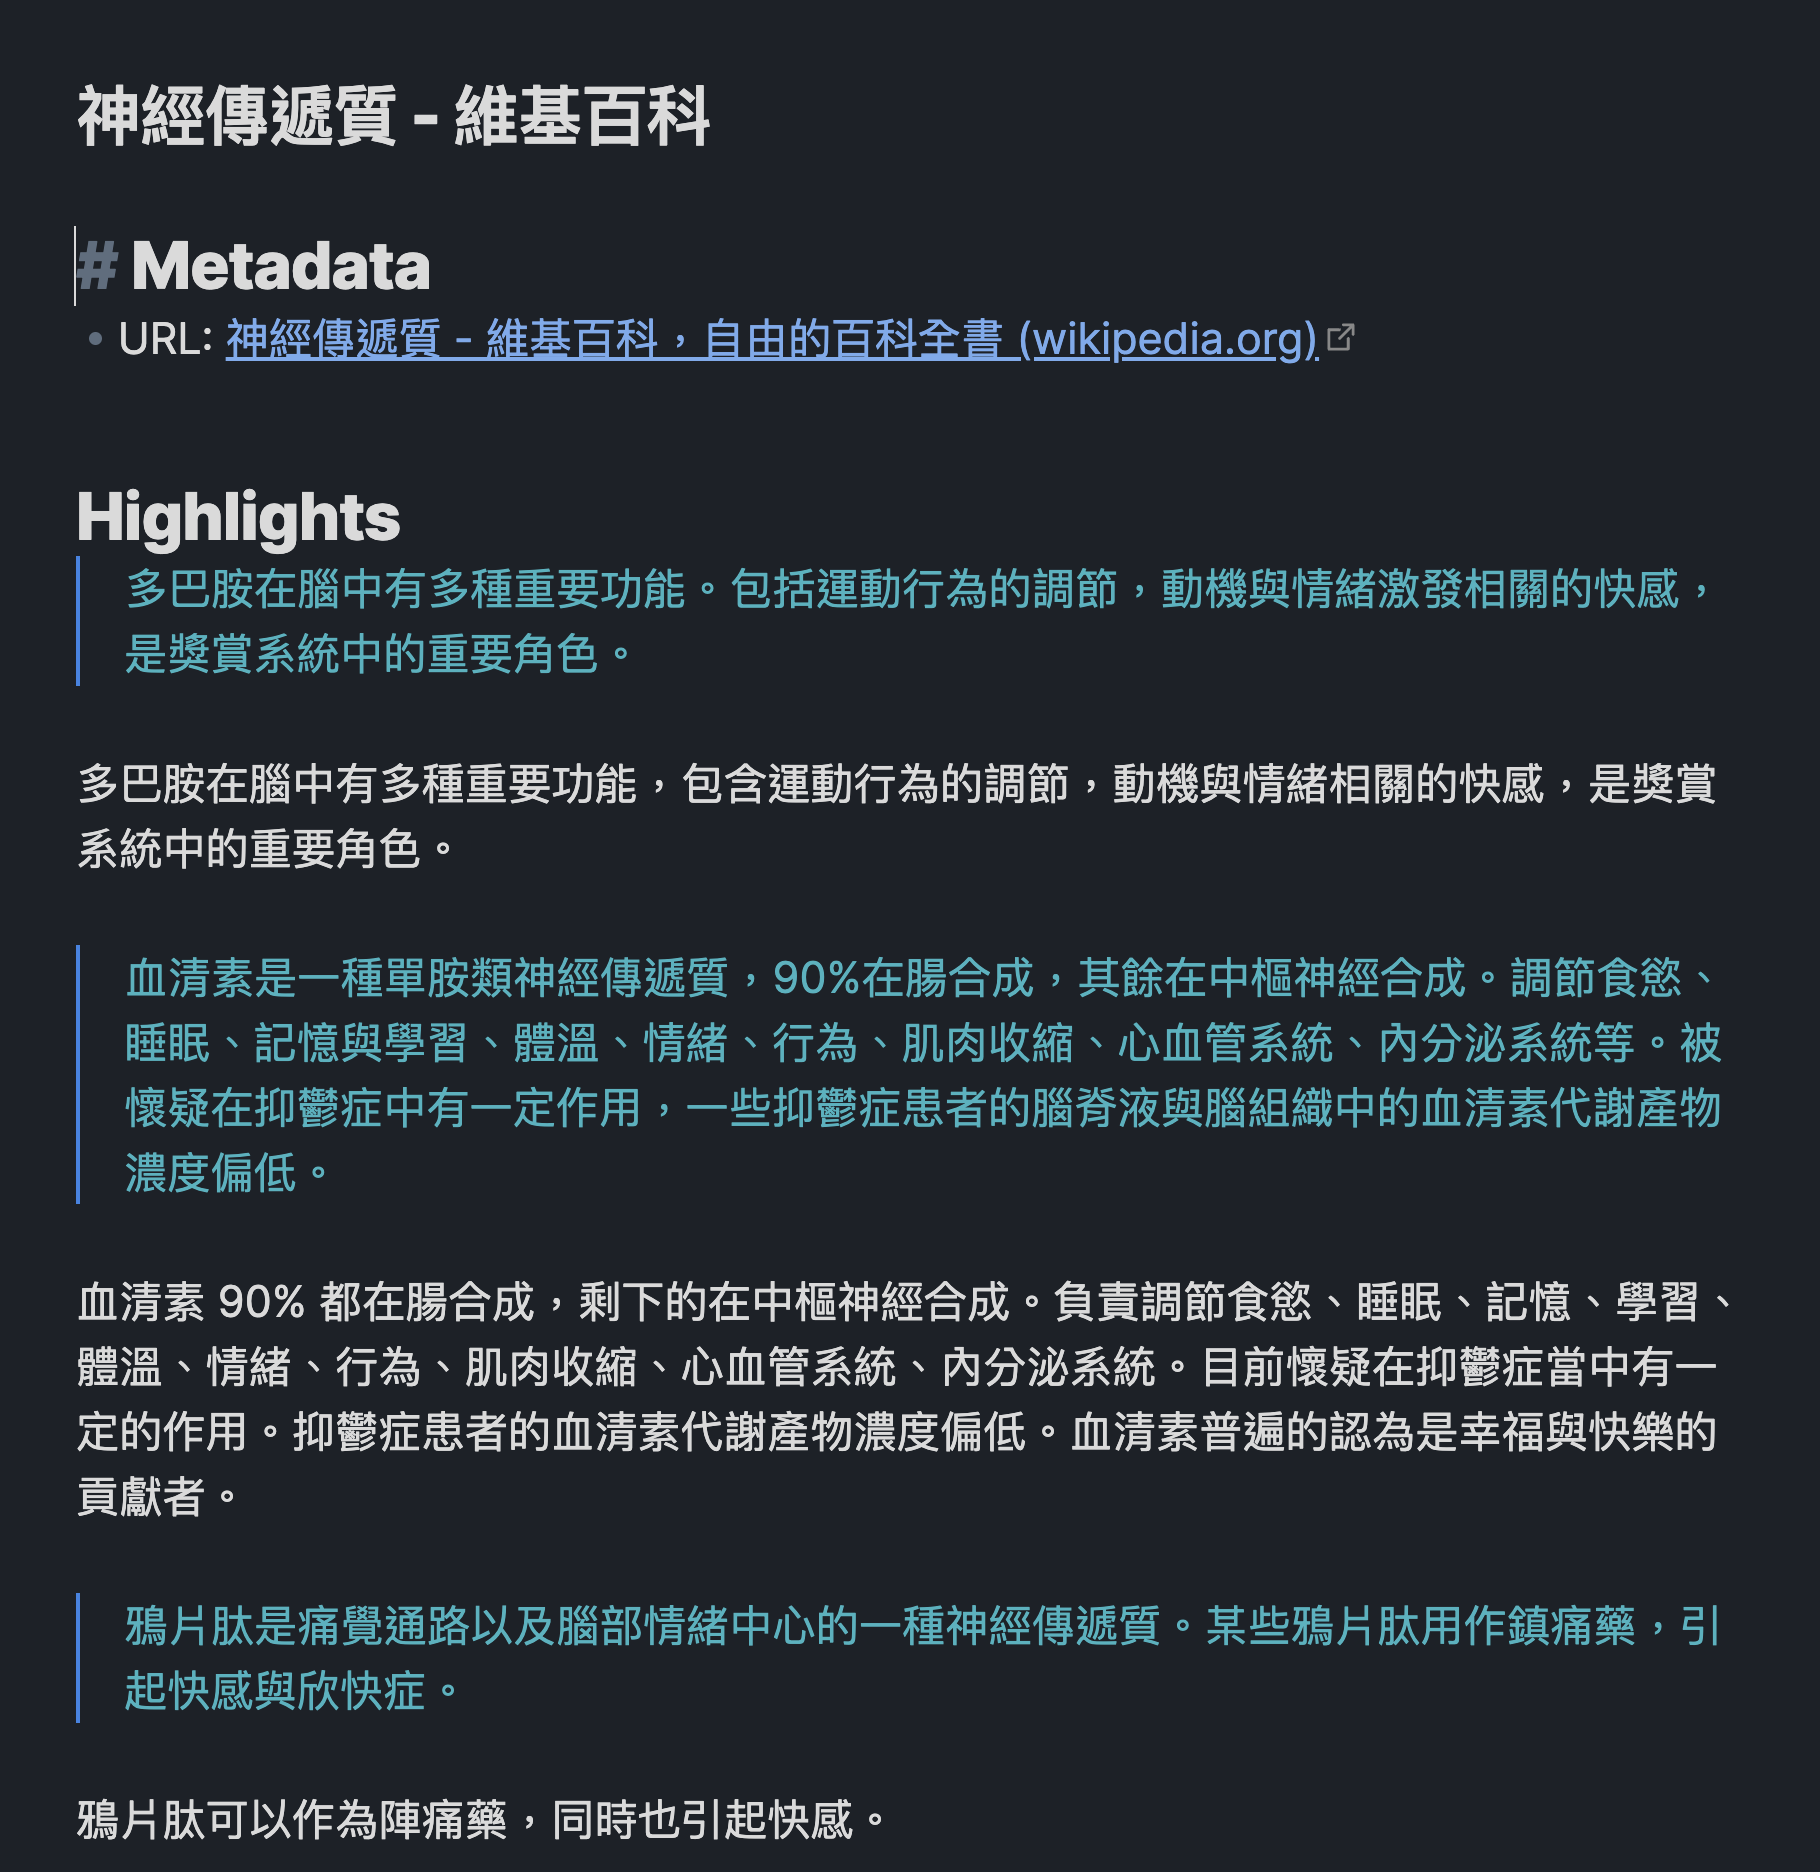 神經傳遞質 - 維基百科
# Metadata
• URL: 神經傳遞質 - 維基百科，自由的百科全書 (wikipedia.org)
Highlights
多巴胺在腦中有多種重要功能。包括運動行為的調節，動機與情緒激發相關的快感，
是獎賞系統中的重要角色。
多巴胺在腦中有多種重要功能，包含運動行為的調節，動機與情緒相關的快感，是獎賞
系統中的重要角色。
血清素是一種單胺類神經傳遞質，90%在腸合成，其餘在中樞神經合成。調節食慾、
睡眠、記憶與學習、體溫、情緒、行為、肌肉收縮、心血管系統、內分泌系統等。被
懷疑在抑鬱症中有一定作用，一些抑鬱症患者的腦脊液與腦組織中的血清素代謝產物
濃度偏低。
血清素 90% 都在腸合成，剩下的在中樞神經合成。負責調節食慾、睡眠、記憶、學習、
體溫、情緒、行為、肌肉收縮、心血管系統、內分泌系統。目前懷疑在抑鬱症當中有一
定的作用。抑鬱症患者的血清素代謝產物濃度偏低。血清素普遍的認為是幸福與快樂的
貢獻者。
鴉片肽是痛覺通路以及腦部情緒中心的一種神經傳遞質。某些鴉片肽用作鎮痛藥，引
起快感與欣快症。
鴉片肽可以作為陣痛藥，同時也引起快感。